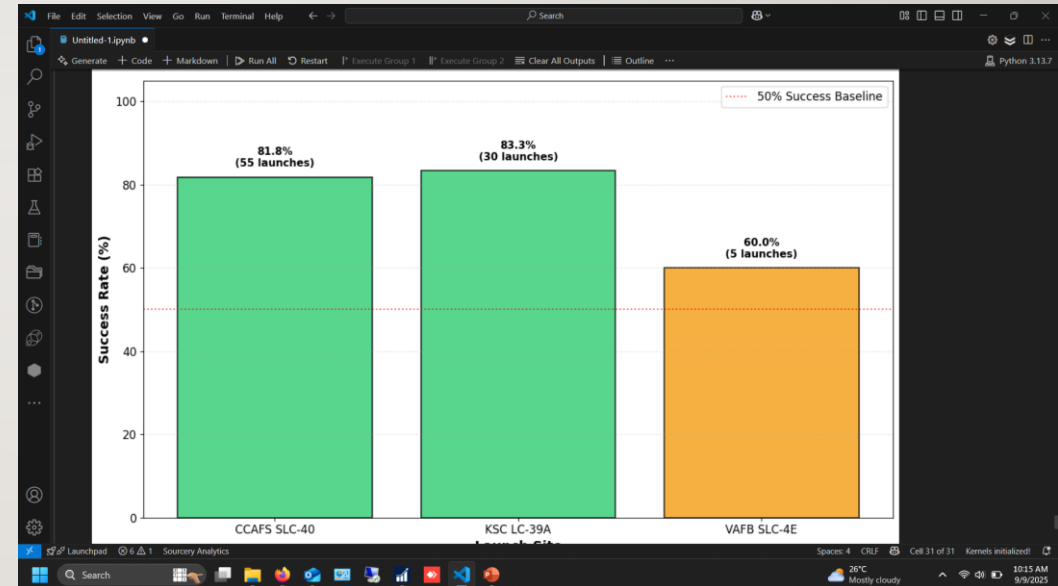 File Edit Selection View Go Run Terminal Help
Search
Untitled-1.ipynb
Generate + Code + Markdown Run All Restart Execute Group 1 Execute Group 2 Clear All Outputs Outline ...
Python 3.13.7
50% Success Baseline
100
80
60
40
20
0
Success Rate (%)
81.8%
(55 launches)
83.3%
(30 launches)
60.0%
(5 launches)
CCAFS SLC-40
KSC LC-39A
VAFB SLC-4E
Launch Site
Launchpad 6 1 Sourcery Analytics
Spaces: 4 CRLF Cell 31 of 31 Kernels initialized!
Search
26°C
Mostly cloudy
10:15 AM
9/9/2025